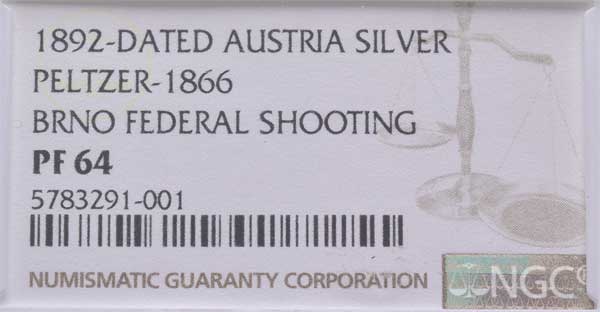 1892-DATED AUSTRIA SILVER
PELTZER-1866
BRNO FEDERAL SHOOTING
PF 64
5783291-001
NUMISMATIC GUARANTY CORPORATION
NGC®